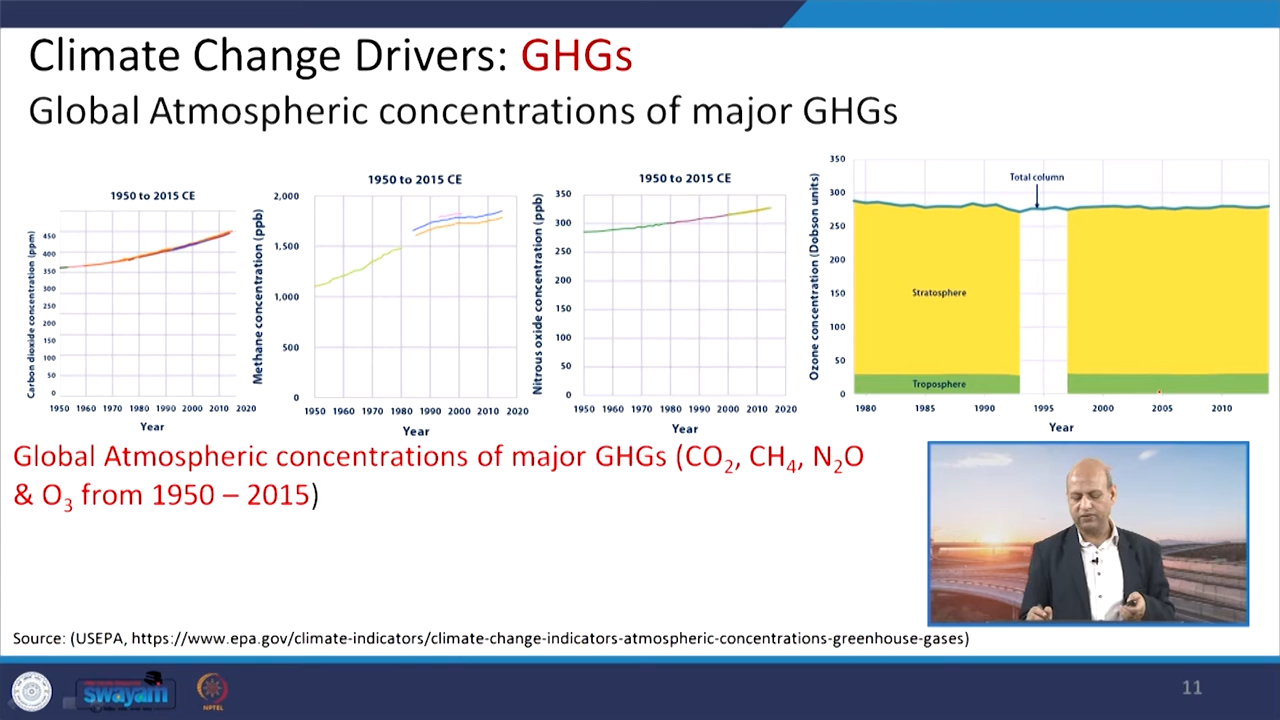 Climate Change Drivers: GHGs
Global Atmospheric concentrations of major GHGs
1950 to 2015 CE
Carbon dioxide concentration (ppm)
450
400
350
300
250
200
150
100
50
0
1950 1960 1970 1980 1990 2000 2010 2020
Year
1950 to 2015 CE
Methane concentration (ppb)
2,000
1,500
1,000
500
0
1950 1960 1970 1980 1990 2000 2010 2020
Year
1950 to 2015 CE
Nitrous oxide concentration (ppb)
350
300
250
200
150
100
50
0
1950 1960 1970 1980 1990 2000 2010 2020
Year
Ozone concentration (Dobson units)
350
300
250
200
150
100
50
0
Total column
Stratosphere
Troposphere
1980 1985 1990 1995 2000 2005 2010
Year
Global Atmospheric concentrations of major GHGs (CO₂, CH₄, N₂O
& O₃ from 1950 – 2015)
Source: (USEPA, https://www.epa.gov/climate-indicators/climate-change-indicators-atmospheric-concentrations-greenhouse-gases)
swayam
NPTEL
11